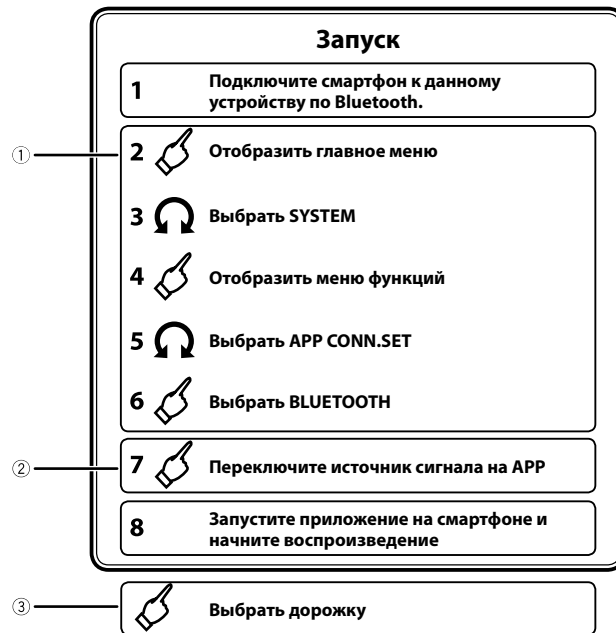 Запуск
1 Подключите смартфон к данному
устройству по Bluetooth.
① 2 Отобразить главное меню
3 Выбрать SYSTEM
4 Отобразить меню функций
5 Выбрать APP CONN.SET
6 Выбрать BLUETOOTH
② 7 Переключите источник сигнала на APP
8 Запустите приложение на смартфоне и
начните воспроизведение
③ Выбрать дорожку